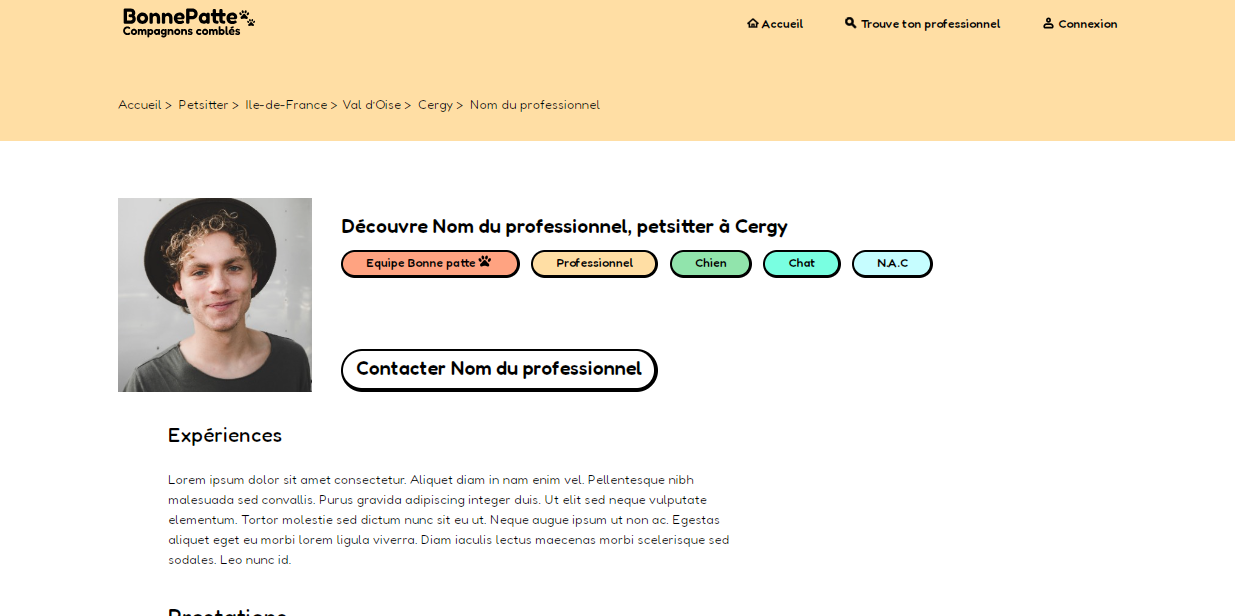 BonnePatte
Compagnons comblés
Accueil
Trouve ton professionnel
Connexion
Accueil > Petsitter > Ile-de-France > Val d'Oise > Cergy > Nom du professionnel
Découvre Nom du professionnel, petsitter à Cergy
Equipe Bonne patte
Professionnel
Chien
Chat
N.A.C
Contacter Nom du professionnel
Expériences
Lorem ipsum dolor sit amet consectetur. Aliquet diam in nam enim vel. Pellentesque nibh
malesuada sed convallis. Purus gravida adipiscing integer duis. Ut elit sed neque vulputate
elementum. Tortor molestie sed dictum nunc sit eu ut. Neque augue ipsum ut non ac. Egestas
aliquet eget eu morbi lorem ligula viverra. Diam iaculis lectus maecenas morbi scelerisque sed
sodales. Leo nunc id.
Prestations